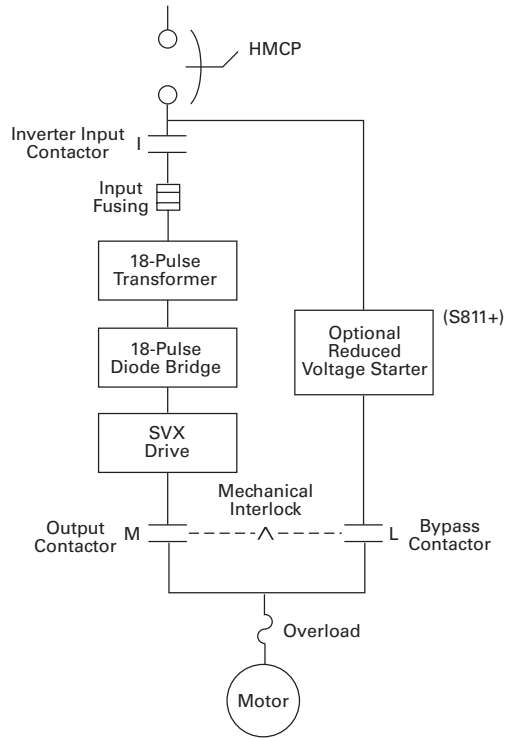 HMCP
Inverter Input
Contactor
I
Input
Fusing
18-Pulse
Transformer
18-Pulse
Diode Bridge
(S811+)
Optional
Reduced
Voltage Starter
SVX
Drive
Mechanical
Interlock
Output
Contactor
M
L
Bypass
Contactor
Overload
Motor